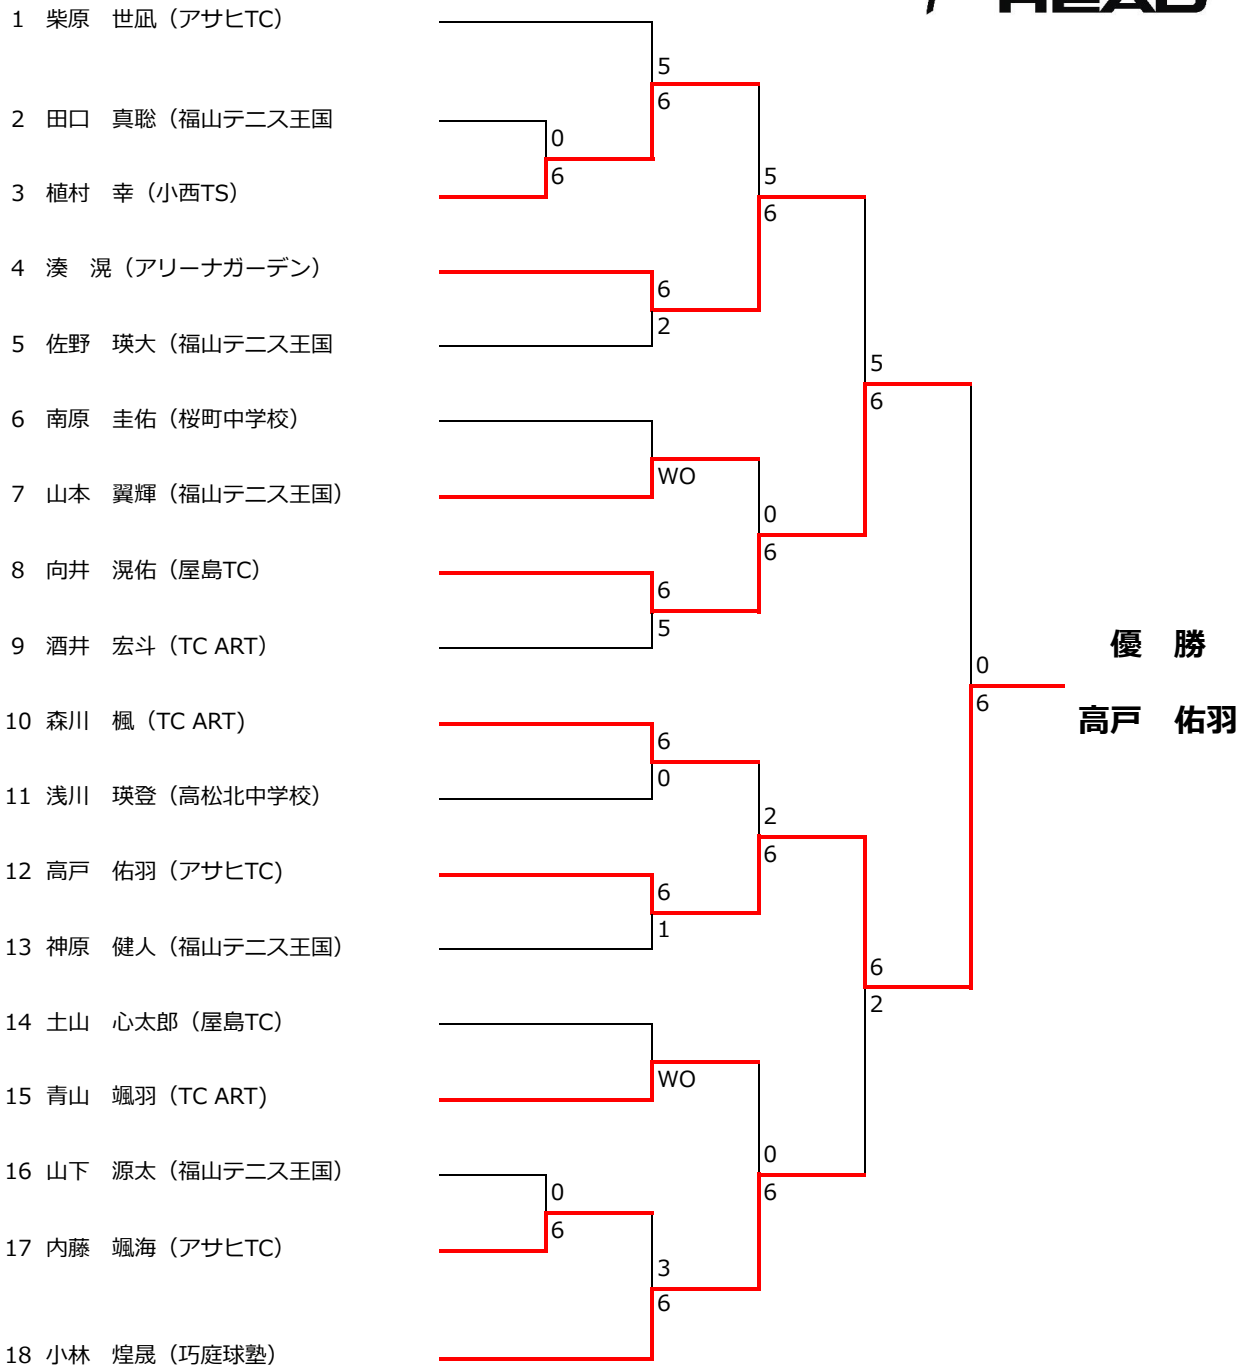 HEAD
1 柴原　世凪（アサヒTC）
5
6
2 田口　真聡（福山テニス王国
0
6
3 植村　幸（小西TS）
5
6
4 湊　滉（アリーナガーデン）
6
2
5 佐野　瑛大（福山テニス王国
5
6
6 南原　圭佑（桜町中学校）
WO
7 山本　翼輝（福山テニス王国）
0
6
8 向井　滉佑（屋島TC）
6
5
9 酒井　宏斗（TC ART）
優　勝
0
6
高戸　佑羽
10 森川　楓（TC ART)
6
0
11 浅川　瑛登（高松北中学校）
2
6
12 高戸　佑羽（アサヒTC)
6
1
13 神原　健人（福山テニス王国）
6
2
14 土山　心太郎（屋島TC）
WO
15 青山　颯羽（TC ART)
0
6
16 山下　源太（福山テニス王国）
0
6
17 内藤　颯海（アサヒTC）
3
6
18 小林　煌晟（巧庭球塾）